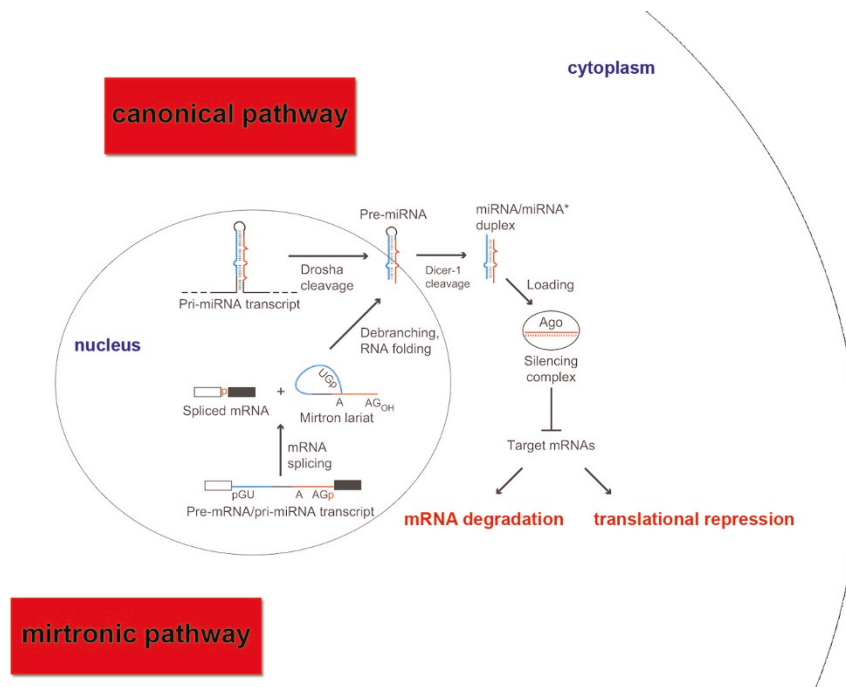 cytoplasm
canonical pathway
Pre-miRNA
miRNA/miRNA*
duplex
Drosha
cleavage
Dicer-1
cleavage
Loading
Pri-miRNA transcript
nucleus
Debranching,
RNA folding
Ago
Silencing
complex
UGp
p
+
A
AGOH
Spliced mRNA
Mirtron lariat
mRNA
splicing
Target mRNAs
pGU
A
AGp
Pre-mRNA/pri-miRNA transcript
mRNA degradation
translational repression
mirtronic pathway